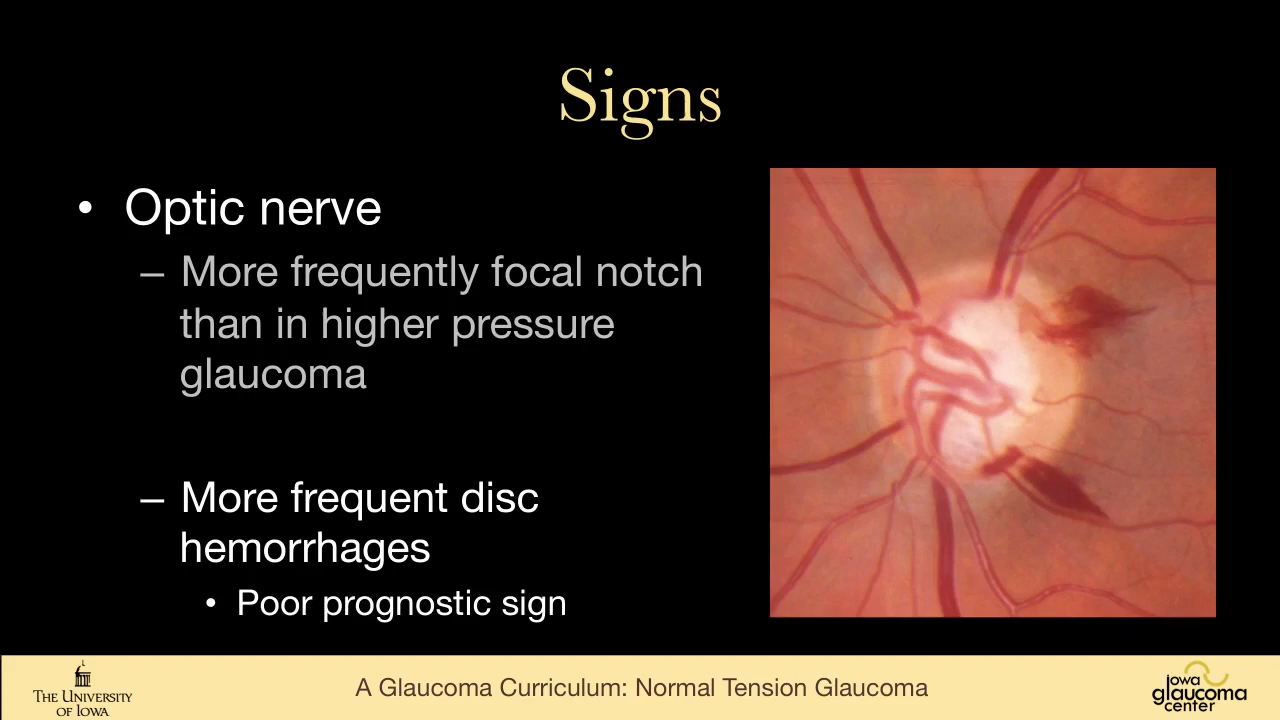 Signs
• Optic nerve
– More frequently focal notch
than in higher pressure
glaucoma
– More frequent disc
hemorrhages
• Poor prognostic sign
THE UNIVERSITY
OF IOWA
A Glaucoma Curriculum: Normal Tension Glaucoma
iowa
glaucoma
center